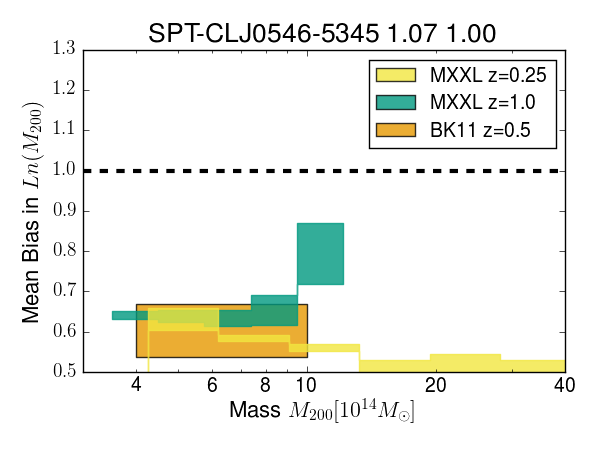 SPT-CLJ0546-5345 1.07 1.00
MXXL z=0.25
MXXL z=1.0
BK11 z=0.5
Mean Bias in Ln(M₂₀₀)
1.3
1.2
1.1
1.0
0.9
0.8
0.7
0.6
0.5
4 6 8 10 20 40
Mass M₂₀₀[10¹⁴M☉]